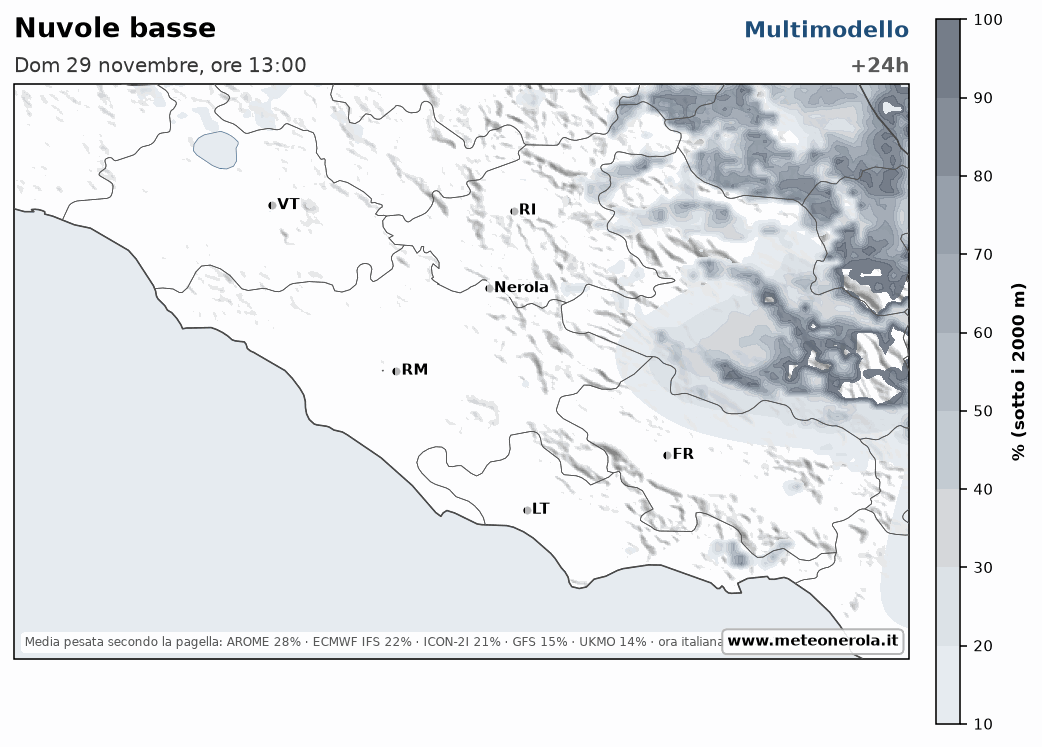 Nuvole basse
Multimodello
Dom 29 novembre, ore 13:00
+24h
VT
RI
Nerola
RM
FR
LT
Media pesata secondo la pagella: AROME 28% · ECMWF IFS 22% · ICON-2I 21% · GFS 15% · UKMO 14% · ora italiana
www.meteonerola.it
100
90
80
70
60
50
40
30
20
10
% (sotto i 2000 m)